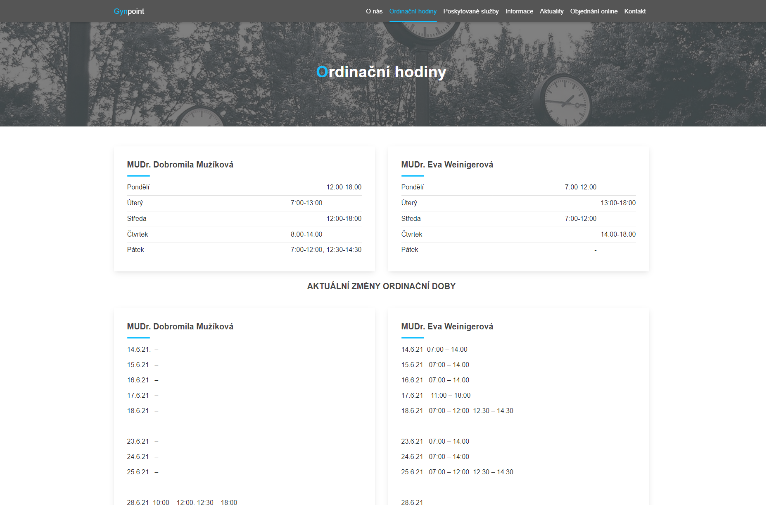 Gynpoint
O nás Ordinační hodiny Poskytované služby Informace Aktuality Objednání online Kontakt
Ordinační hodiny
MUDr. Dobromila Mužíková
Pondělí 12.00-18.00
Úterý 7:00-13:00
Středa 12:00-18:00
Čtvrtek 8.00-14.00
Pátek 7:00-12:00, 12:30-14:30
MUDr. Eva Weinigerová
Pondělí 7.00-12.00
Úterý 13:00-18:00
Středa 7:00-12:00
Čtvrtek 14.00-18.00
Pátek -
AKTUÁLNÍ ZMĚNY ORDINAČNÍ DOBY
MUDr. Dobromila Mužíková
14.6.21 –
15.6.21 –
16.6.21 –
17.6.21 –
18.6.21 –
23.6.21 –
24.6.21 –
25.6.21 –
28.6.21 10:00 – 12:00, 12:30 – 18:00
MUDr. Eva Weinigerová
14.6.21 07:00 – 14:00
15.6.21 07:00 – 14:00
16.6.21 07:00 – 14:00
17.6.21 11:00 – 18:00
18.6.21 07:00 – 12:00 12:30 – 14:30
23.6.21 07:00 – 14:00
24.6.21 07:00 – 14:00
25.6.21 07:00 – 12:00 12:30 – 14:30
28.6.21